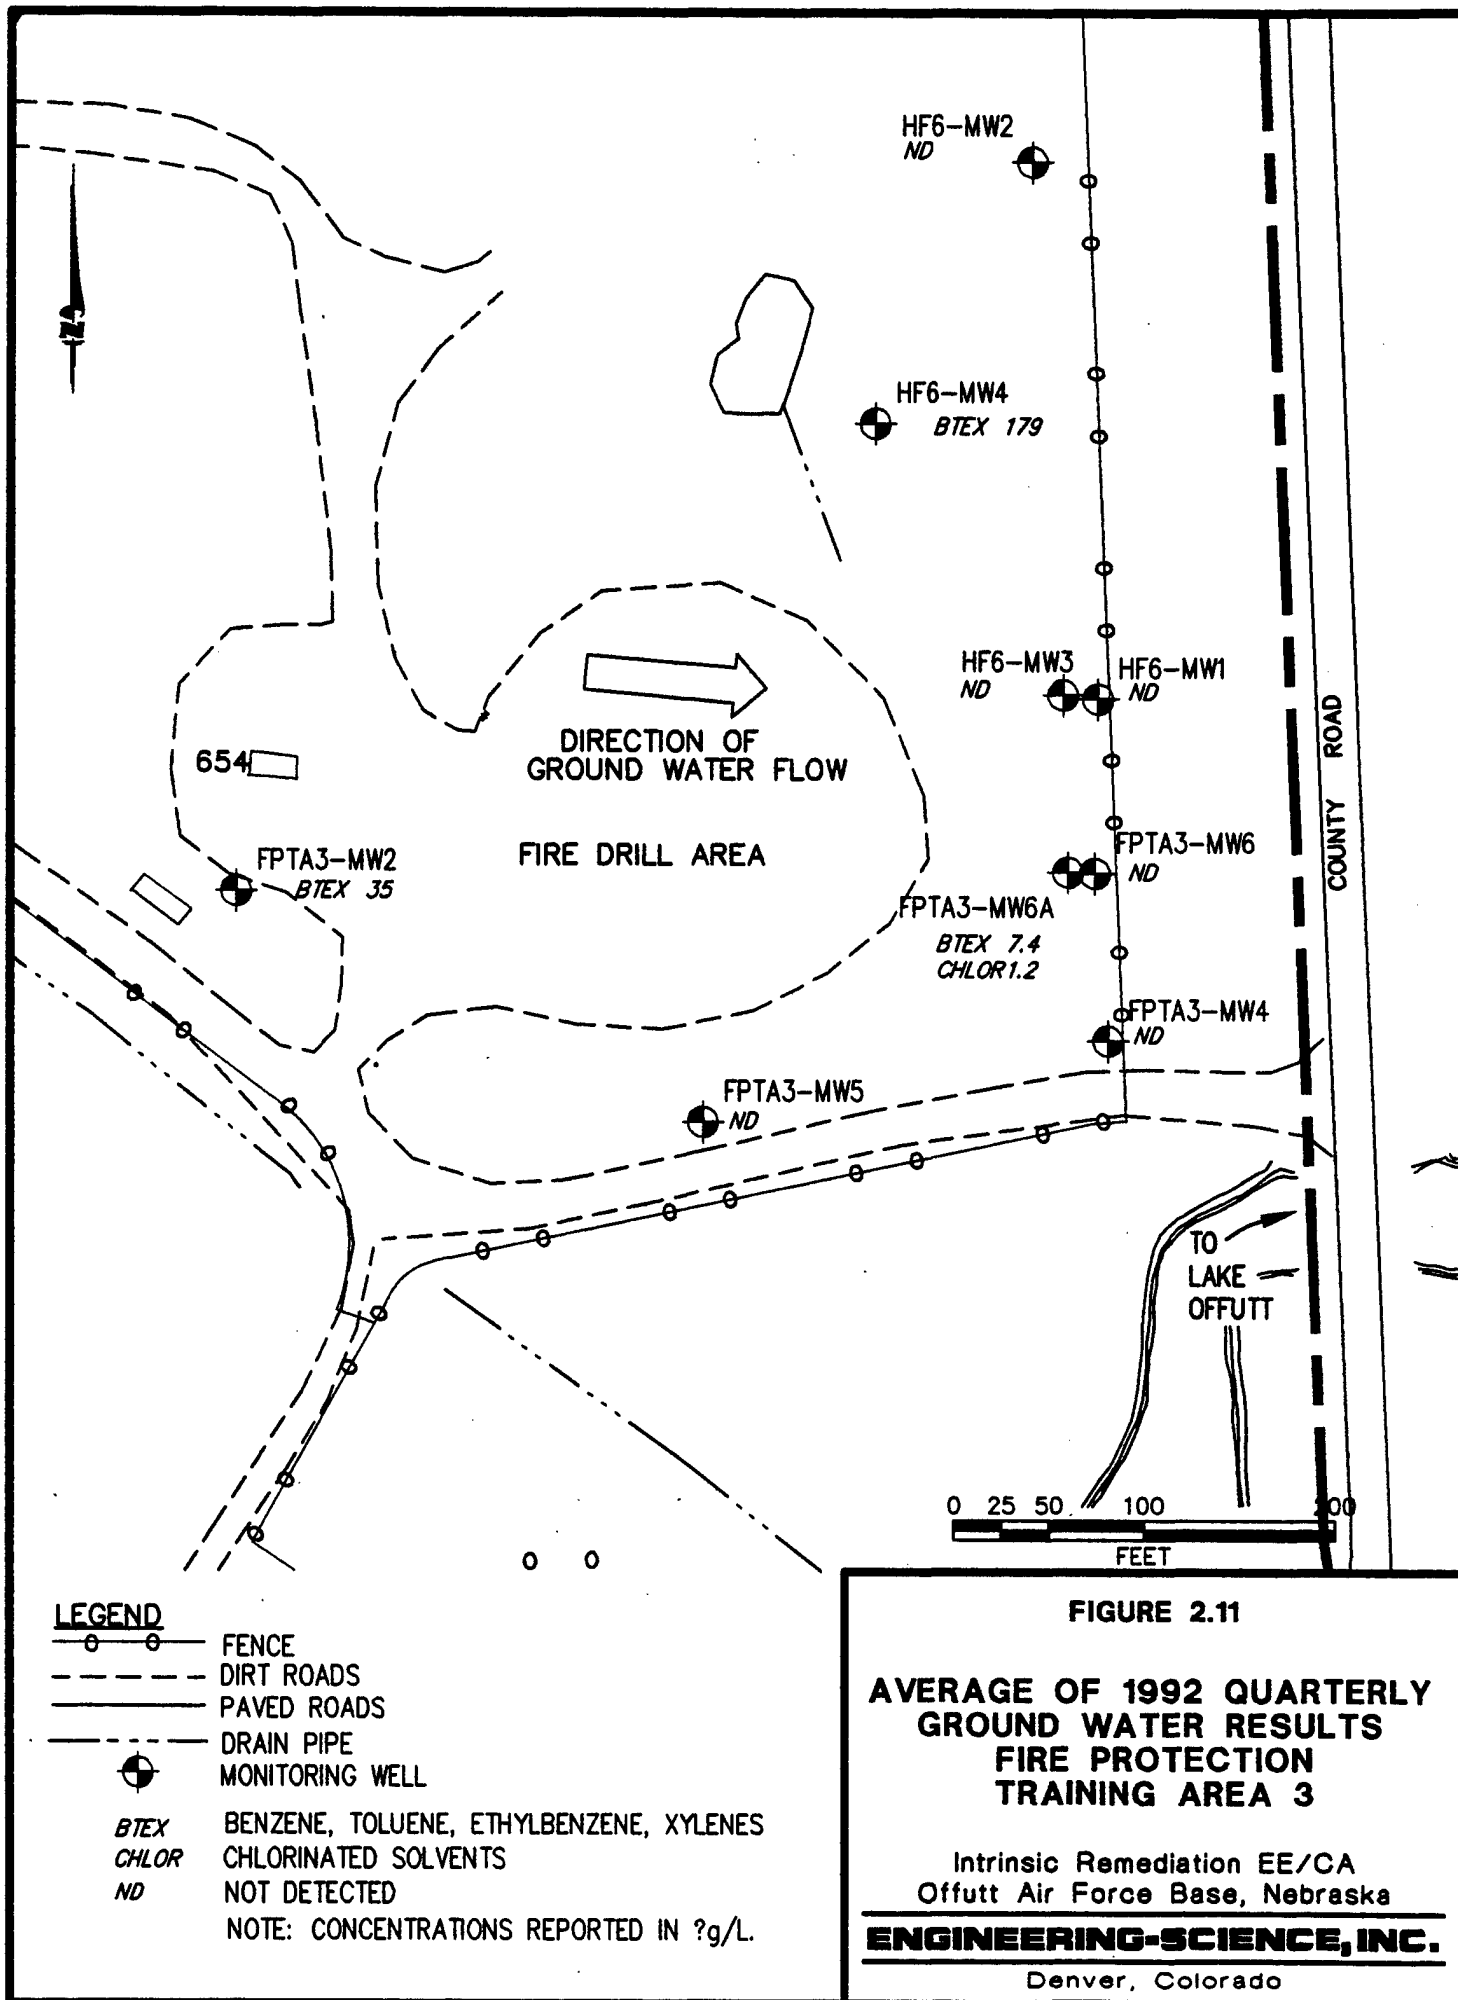 HF6-MW2
ND
HF6-MW4
BTEX 179
N
HF6-MW3
ND
HF6-MW1
ND
DIRECTION OF
GROUND WATER FLOW
654
FIRE DRILL AREA
FPTA3-MW2
BTEX 35
FPTA3-MW6
ND
FPTA3-MW6A
BTEX 7.4
CHLOR1.2
COUNTY ROAD
FPTA3-MW4
ND
FPTA3-MW5
ND
TO
LAKE
OFFUTT
0 25 50 100 200
FEET
LEGEND
FENCE
DIRT ROADS
PAVED ROADS
DRAIN PIPE
MONITORING WELL
BTEX BENZENE, TOLUENE, ETHYLBENZENE, XYLENES
CHLOR CHLORINATED SOLVENTS
ND NOT DETECTED
NOTE: CONCENTRATIONS REPORTED IN ?g/L.
FIGURE 2.11
AVERAGE OF 1992 QUARTERLY
GROUND WATER RESULTS
FIRE PROTECTION
TRAINING AREA 3
Intrinsic Remediation EE/CA
Offutt Air Force Base, Nebraska
ENGINEERING-SCIENCE, INC.
Denver, Colorado